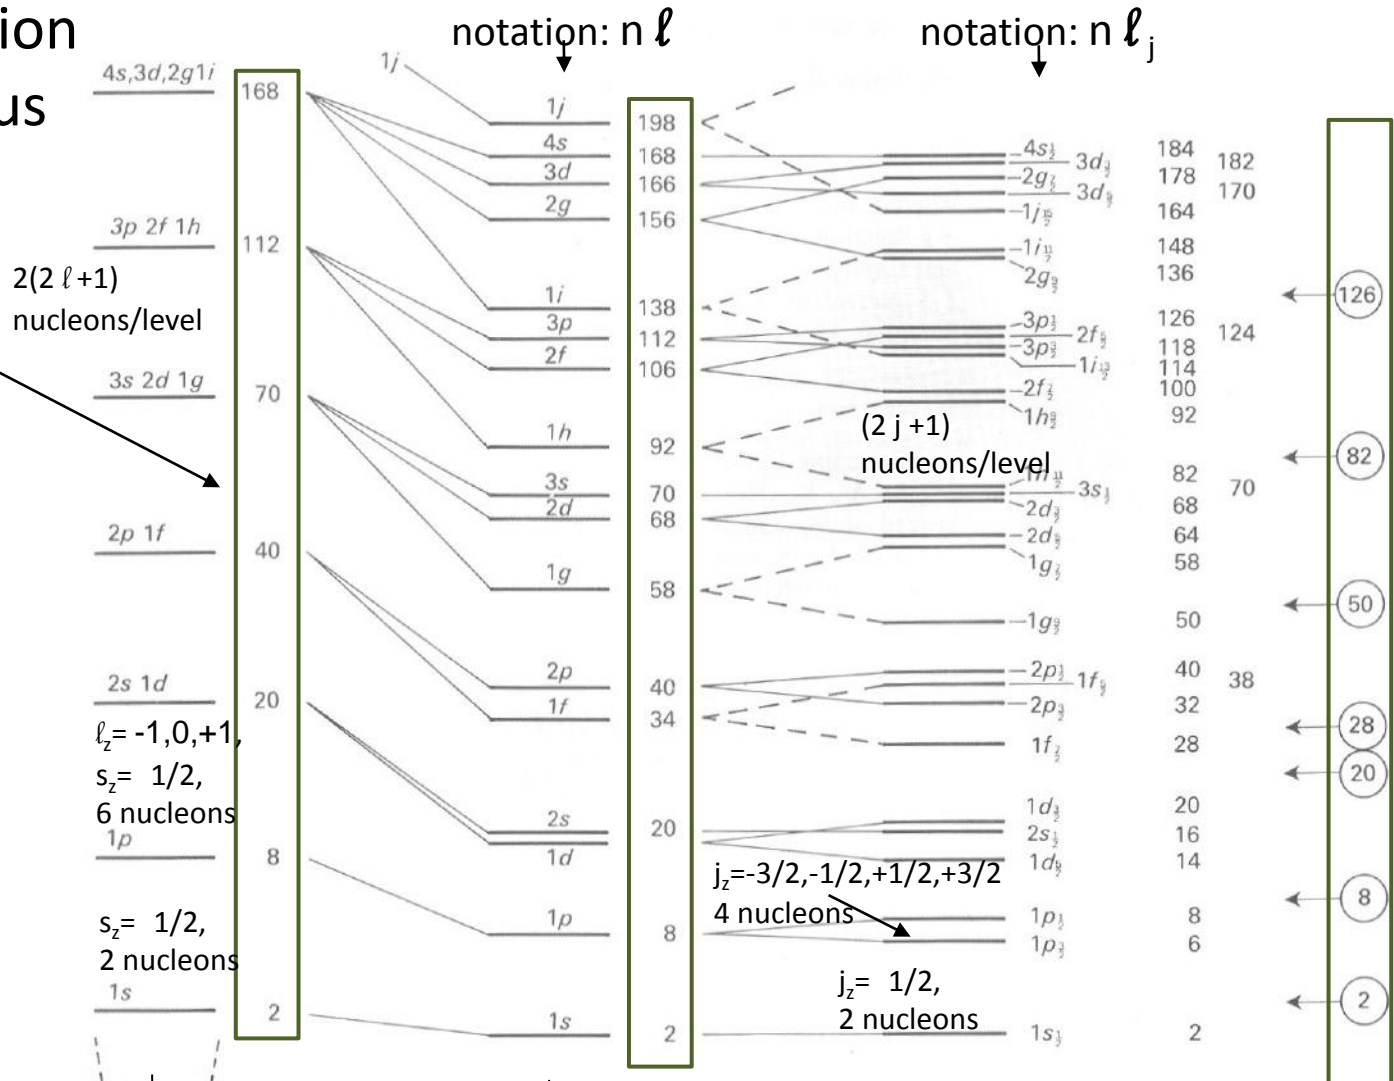 ion
us
notation: n ℓ
notation: n ℓ j
4s,3d,2g1i
168
3p 2f 1h
112
2(2 ℓ+1)
nucleons/level
3s 2d 1g
70
2p 1f
40
2s 1d
20
ℓz= -1,0,+1,
sz= 1/2,
6 nucleons
1p
8
sz= 1/2,
2 nucleons
1s
2
1j
1j
198
4s
168
3d
166
2g
156
1i
138
3p
112
2f
106
1h
92
3s
70
2d
68
1g
58
2p
40
1f
34
2s
20
1d
1p
8
1s
2
4s½ 184
3d3/2 182
2g7/2 178
3d5/2 170
1j15/2 164
1i11/2 148
2g9/2 136
3p½ 126
2f5/2 124
3p3/2 118
1i13/2 114
2f7/2 100
1h9/2 92
(2 j +1)
nucleons/level
1h11/2 82
3s½ 70
2d3/2 68
2d5/2 64
1g7/2 58
1g9/2 50
2p½ 40
1f5/2 38
2p3/2 32
1f7/2 28
1d3/2 20
2s½ 16
1d5/2 14
jz=-3/2,-1/2,+1/2,+3/2
4 nucleons
1p½ 8
1p3/2 6
jz= 1/2,
2 nucleons
1s½ 2
126
82
50
28
20
8
2